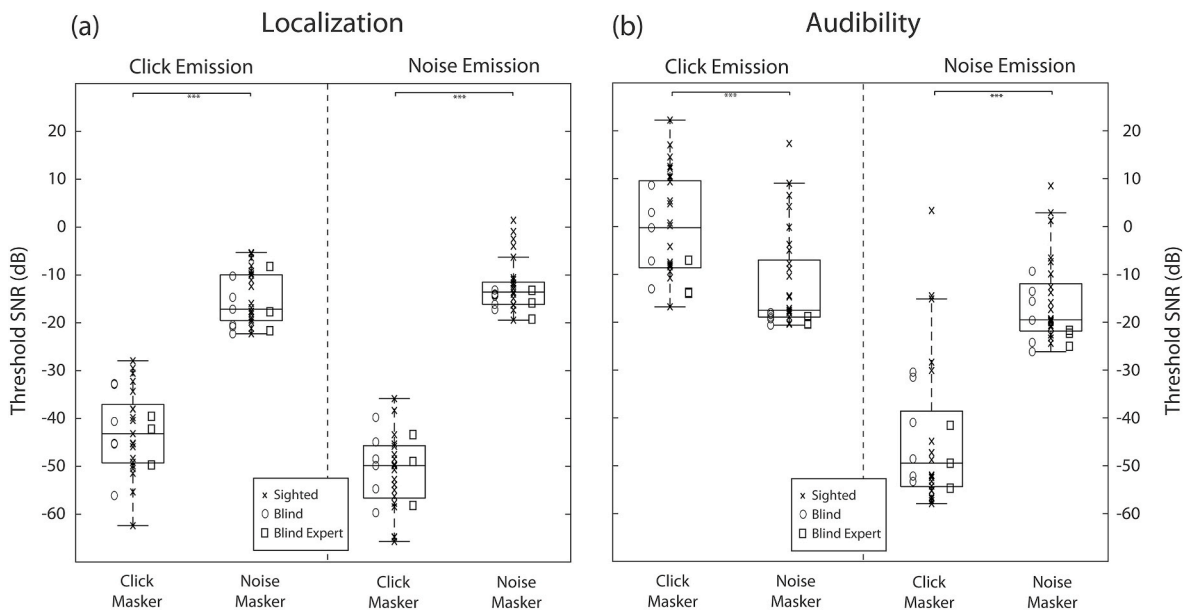 (a) Localization
Click Emission Noise Emission
*** ***
Threshold SNR (dB)
20
10
0
-10
-20
-30
-40
-50
-60
x Sighted
Blind
Blind Expert
Click Masker
Noise Masker
Click Masker
Noise Masker
(b) Audibility
Click Emission Noise Emission
*** ***
20
10
0
-10
-20
-30
-40
-50
-60
Threshold SNR (dB)
x Sighted
Blind
Blind Expert
Click Masker
Noise Masker
Click Masker
Noise Masker